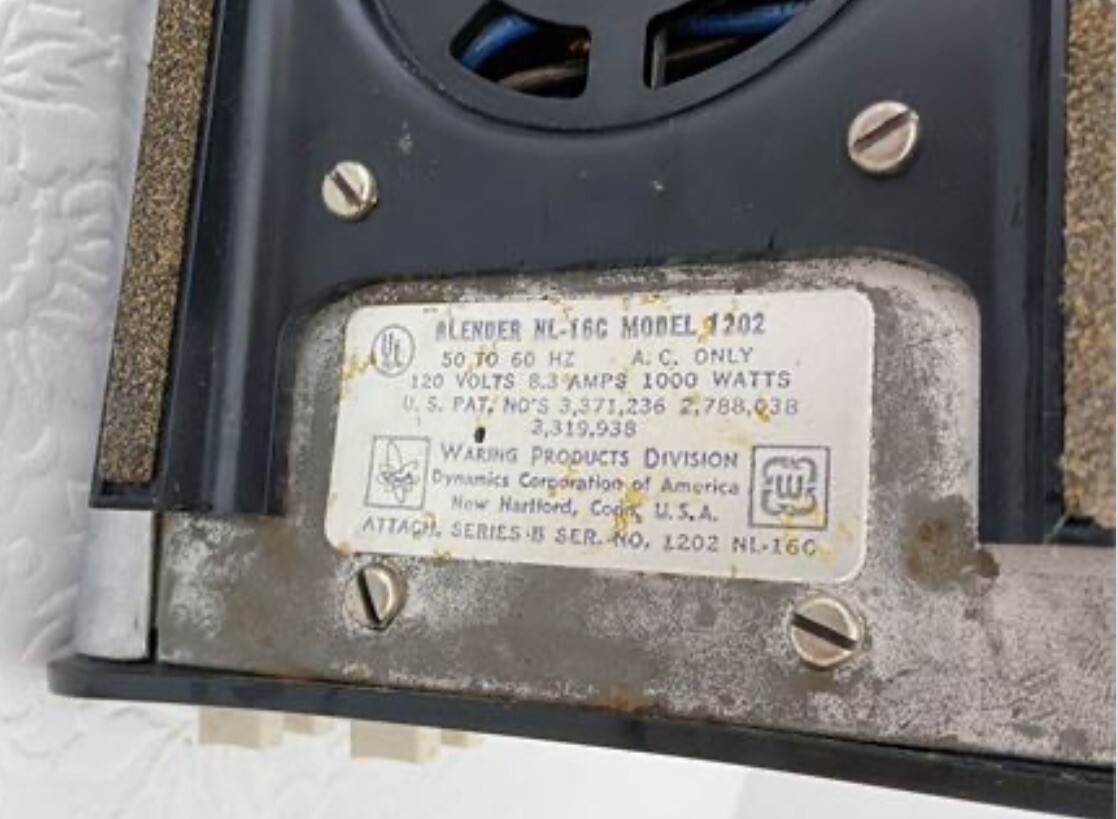 UL
BLENDER NL-16C MODEL 1202
50 TO 60 HZ A. C. ONLY
120 VOLTS 8.3 AMPS 1000 WATTS
U. S. PAT. NO'S 3,371,236 2,788,038
3,319,938
WARING PRODUCTS DIVISION
Dynamics Corporation of America
W
New Hartford, Conn, U. S. A.
ATTACH. SERIES B SER. NO. 1202 NL-16C